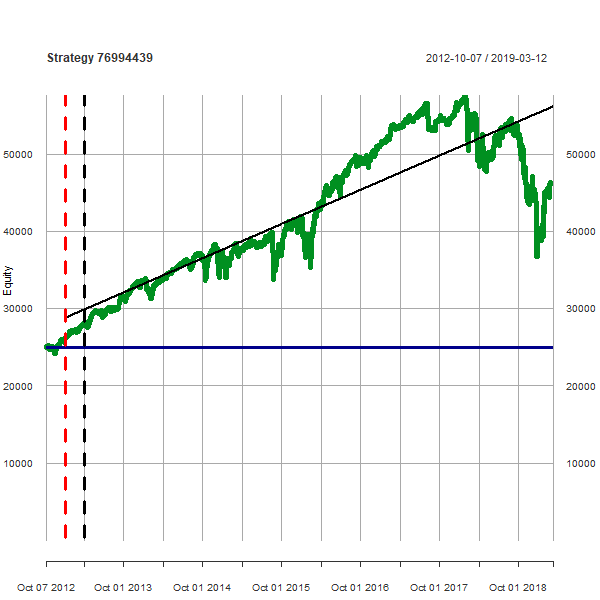 Strategy 76994439
2012-10-07 / 2019-03-12
Equity
50000
50000
40000
40000
30000
30000
20000
20000
10000
10000
Oct 07 2012
Oct 01 2013
Oct 01 2014
Oct 01 2015
Oct 01 2016
Oct 01 2017
Oct 01 2018